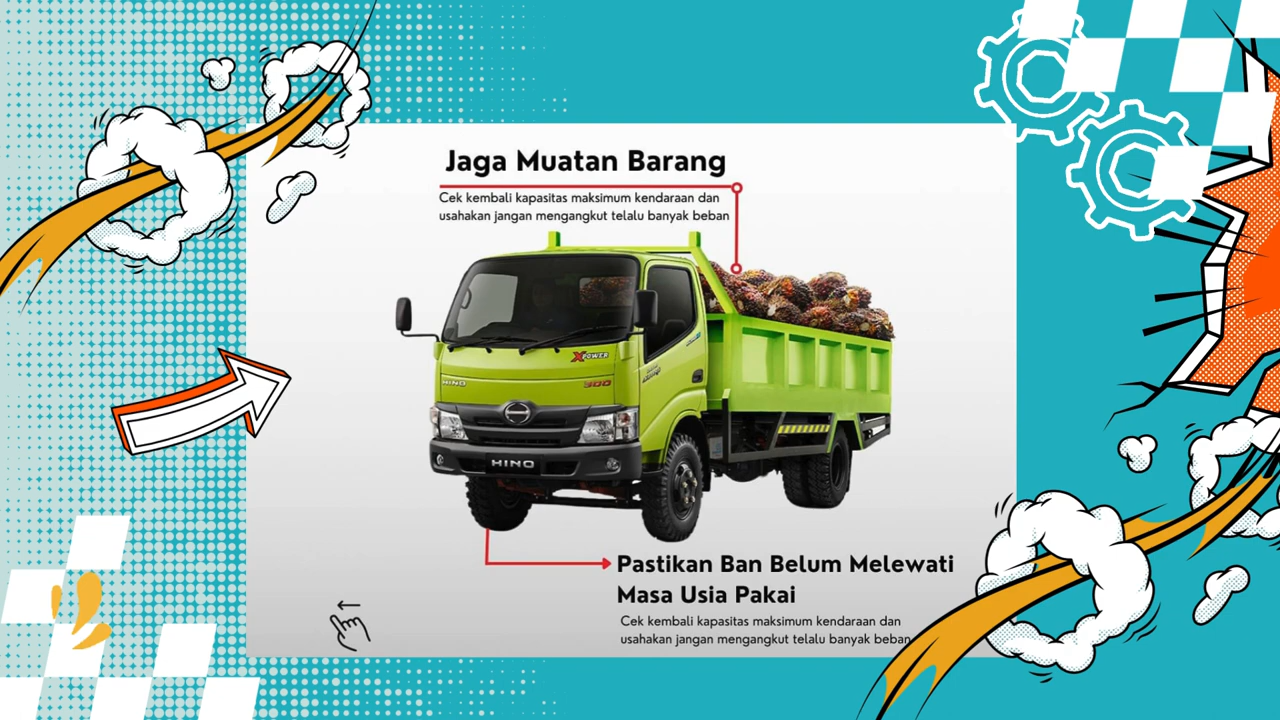 Jaga Muatan Barang
Cek kembali kapasitas maksimum kendaraan dan
usahakan jangan mengangkut telalu banyak beban
XPOWER
HINO
300
HINO
Pastikan Ban Belum Melewati
Masa Usia Pakai
Cek kembali kapasitas maksimum kendaraan dan
usahakan jangan mengangkut telalu banyak beban